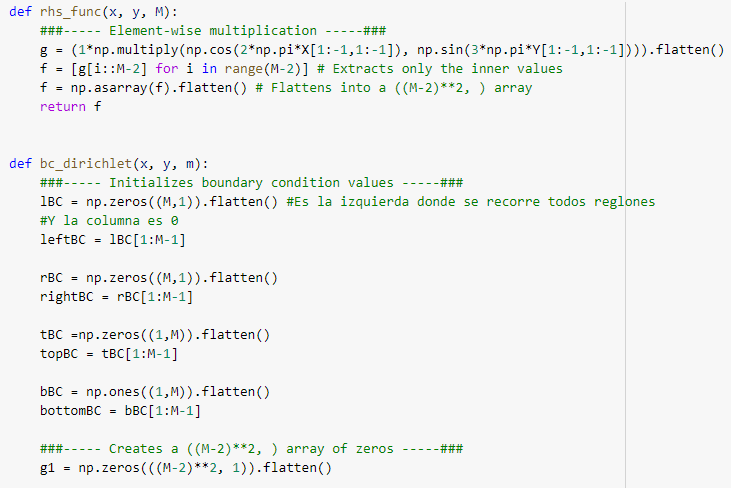 def rhs_func(x, y, M):
###----- Element-wise multiplication -----###
g = (1*np.multiply(np.cos(2*np.pi*X[1:-1,1:-1]), np.sin(3*np.pi*Y[1:-1,1:-1]))).flatten()
f = [g[i::M-2] for i in range(M-2)] # Extracts only the inner values
f = np.asarray(f).flatten() # Flattens into a ((M-2)**2, ) array
return f
def bc_dirichlet(x, y, m):
###----- Initializes boundary condition values -----###
lBC = np.zeros((M,1)).flatten() #Es la izquierda donde se recorre todos reglones
#Y la columna es 0
leftBC = lBC[1:M-1]
rBC = np.zeros((M,1)).flatten()
rightBC = rBC[1:M-1]
tBC =np.zeros((1,M)).flatten()
topBC = tBC[1:M-1]
bBC = np.ones((1,M)).flatten()
bottomBC = bBC[1:M-1]
###----- Creates a ((M-2)**2, ) array of zeros -----###
g1 = np.zeros(((M-2)**2, 1)).flatten()